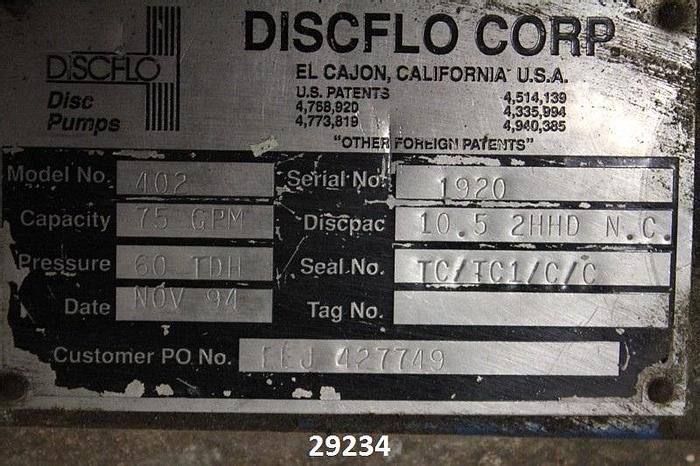 DISCFLO CORP
EL CAJON, CALIFORNIA U.S.A.
DISCFLO
Disc
Pumps
U.S. PATENTS
4,768,920 4,514,139
4,773,819 4,335,994
4,940,385
"OTHER FOREIGN PATENTS"
Model No. 402 Serial No. 1920
Capacity 75 GPM Discpac 10.5 2HHD N.C.
Pressure 60 TDH Seal.No. TC/TC1/C/C
Date NOV 94 Tag No.
Customer PO No. 427749
29234